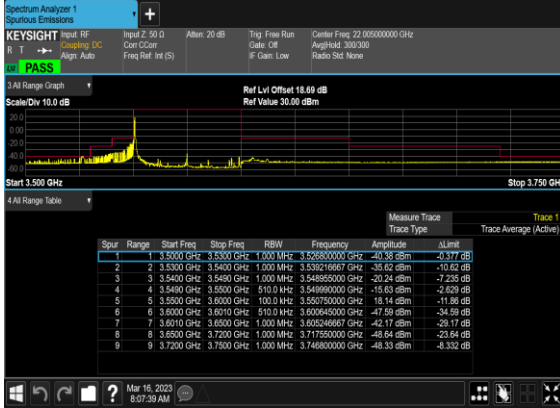 Spectrum Analyzer 1
Spurious Emissions
+
KEYSIGHT Input: RF Input Z: 50 Ω Atten: 20 dB Trig: Free Run Center Freq: 22.005000000 GHz
R T Coupling: DC Corr CCorr Gate: Off Avg|Hold: 300/300
Align: Auto Freq Ref: Int (S) IF Gain: Low Radio Std: None
PASS
3 All Range Graph
Ref Lvl Offset 18.69 dB
Scale/Div 10.0 dB Ref Value 30.00 dBm
20.0
0.00
-20.0
-40.0
-60.0
Start 3.500 GHz Stop 3.750 GH
4 All Range Table
Measure Trace Trace 1
Trace Type Trace Average (Active)
Spur Range Start Freq Stop Freq RBW Frequency Amplitude ΔLimit
1 1 3.5000 GHz 3.5300 GHz 1.000 MHz 3.526800000 GHz -40.38 dBm -0.377 dB
2 2 3.5300 GHz 3.5400 GHz 1.000 MHz 3.539216667 GHz -35.62 dBm -10.62 dB
3 3 3.5400 GHz 3.5490 GHz 1.000 MHz 3.548955000 GHz -20.24 dBm -7.235 dB
4 4 3.5490 GHz 3.5500 GHz 510.0 kHz 3.549990000 GHz -15.63 dBm -2.629 dB
5 5 3.5500 GHz 3.6000 GHz 100.0 kHz 3.550750000 GHz 18.14 dBm -11.86 dB
6 6 3.6000 GHz 3.6010 GHz 510.0 kHz 3.600645000 GHz -47.59 dBm -34.59 dB
7 7 3.6010 GHz 3.6500 GHz 1.000 MHz 3.605246667 GHz -42.17 dBm -29.17 dB
8 8 3.6500 GHz 3.7200 GHz 1.000 MHz 3.717550000 GHz -48.64 dBm -23.64 dB
9 9 3.7200 GHz 3.7500 GHz 1.000 MHz 3.746800000 GHz -48.33 dBm -8.332 dB
? Mar 16, 2023
8:07:39 AM